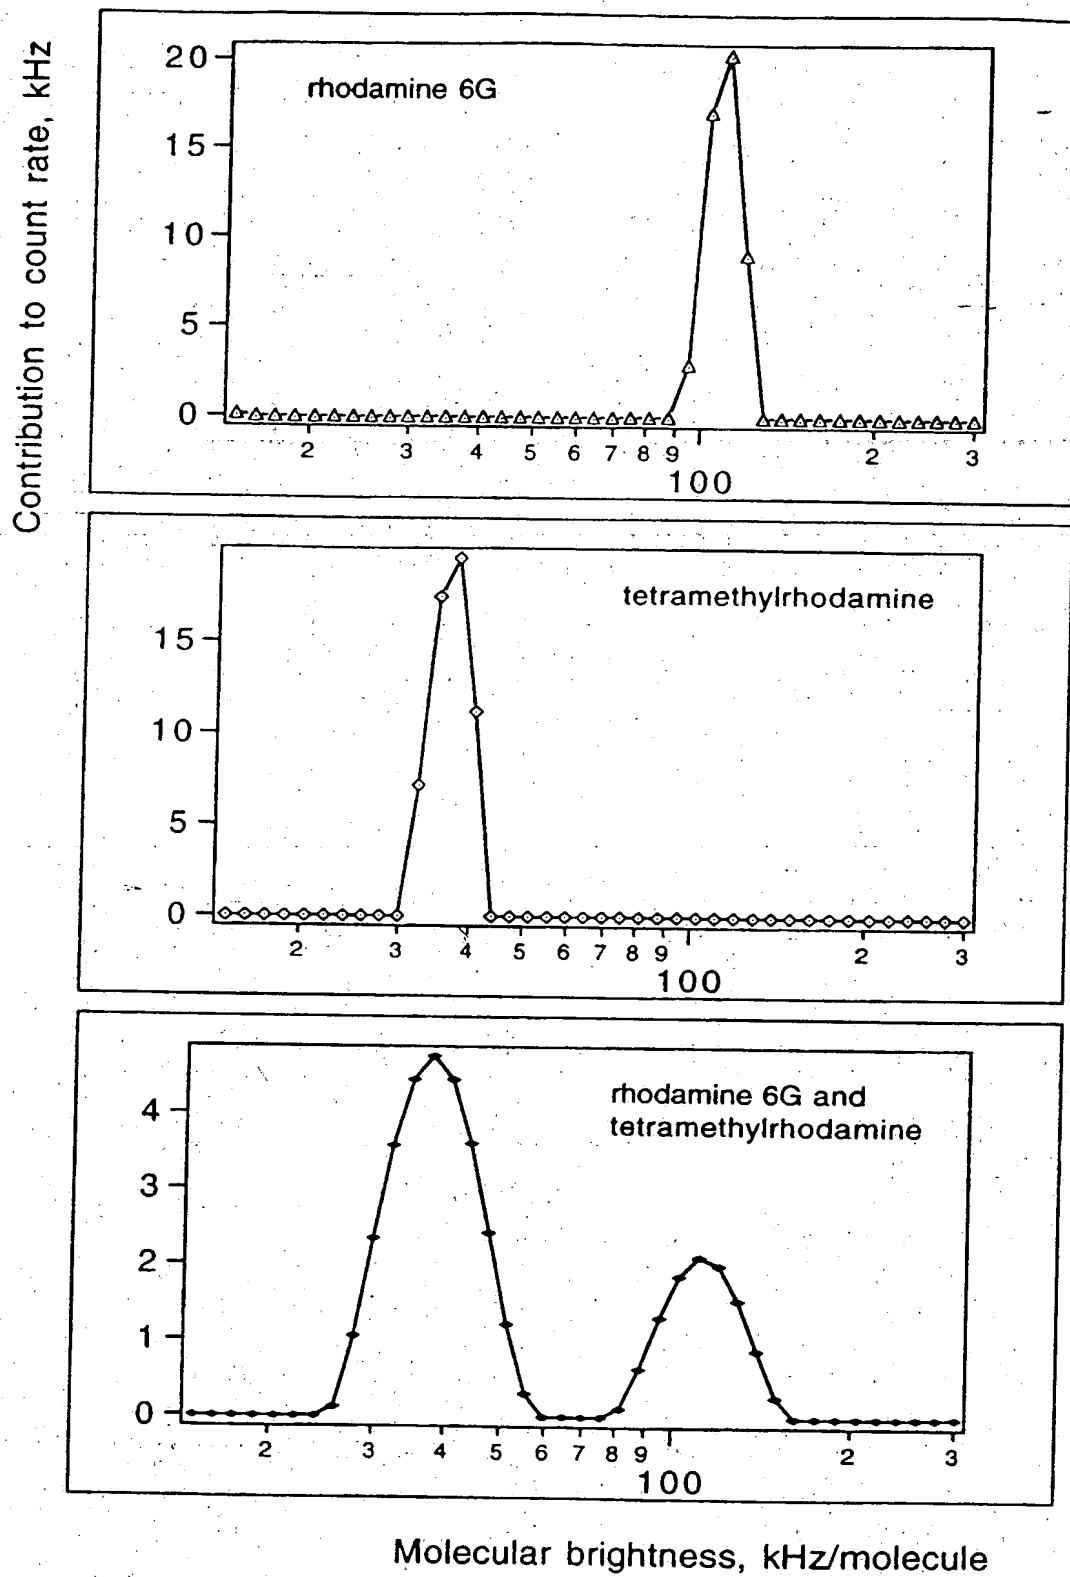 Contribution to count rate, kHz
rhodamine 6G
20
15
10
5
0
2 3 4 5 6 7 8 9 2 3
100
tetramethylrhodamine
15
10
5
0
2 3 4 5 6 7 8 9 2 3
100
rhodamine 6G and
tetramethylrhodamine
4
3
2
1
0
2 3 4 5 6 7 8 9 2 3
100
Molecular brightness, kHz/molecule